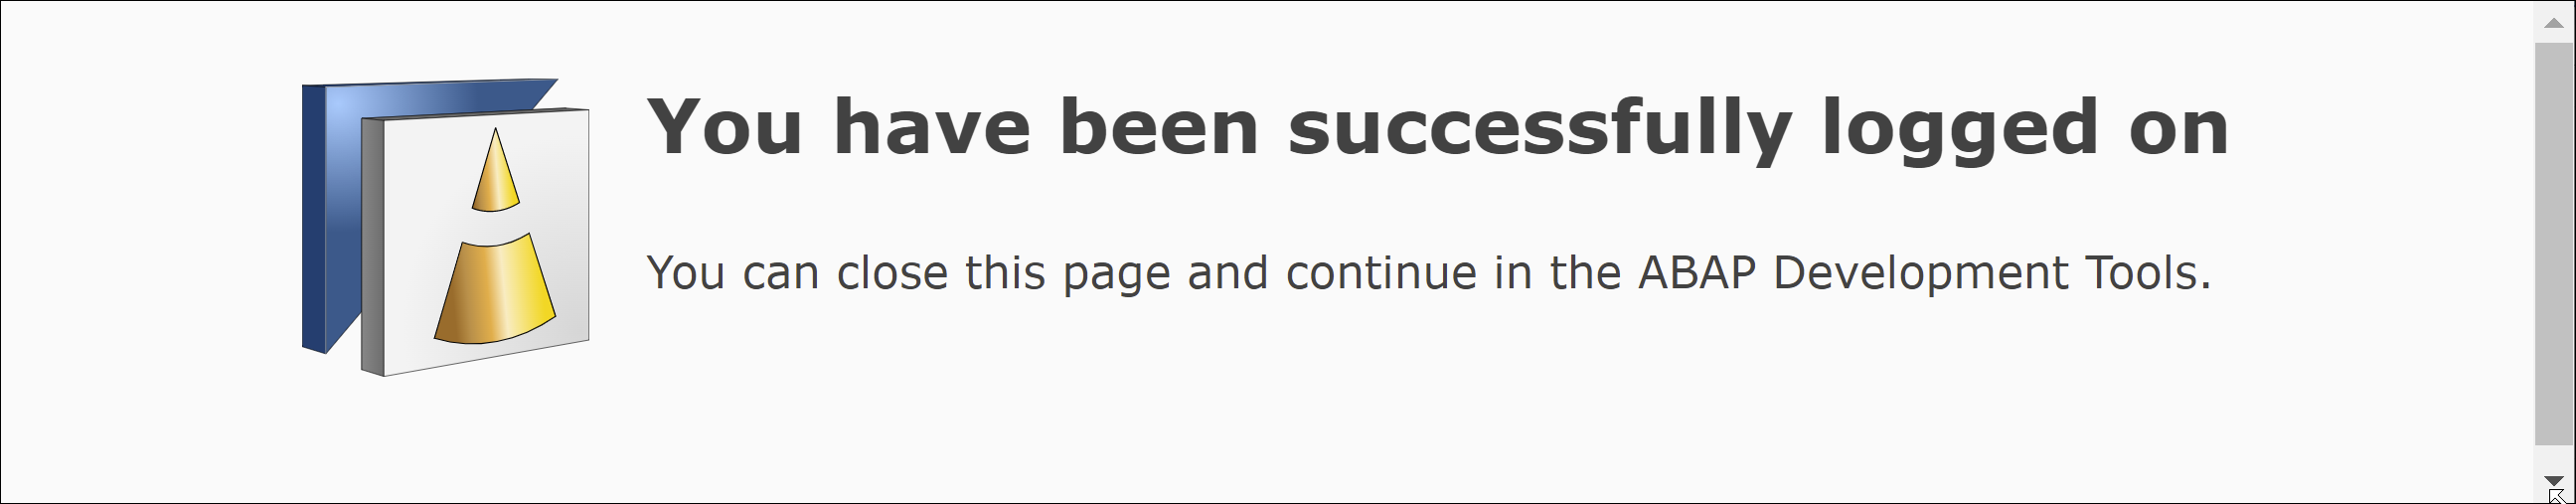 You have been successfully logged on
You can close this page and continue in the ABAP Development Tools.